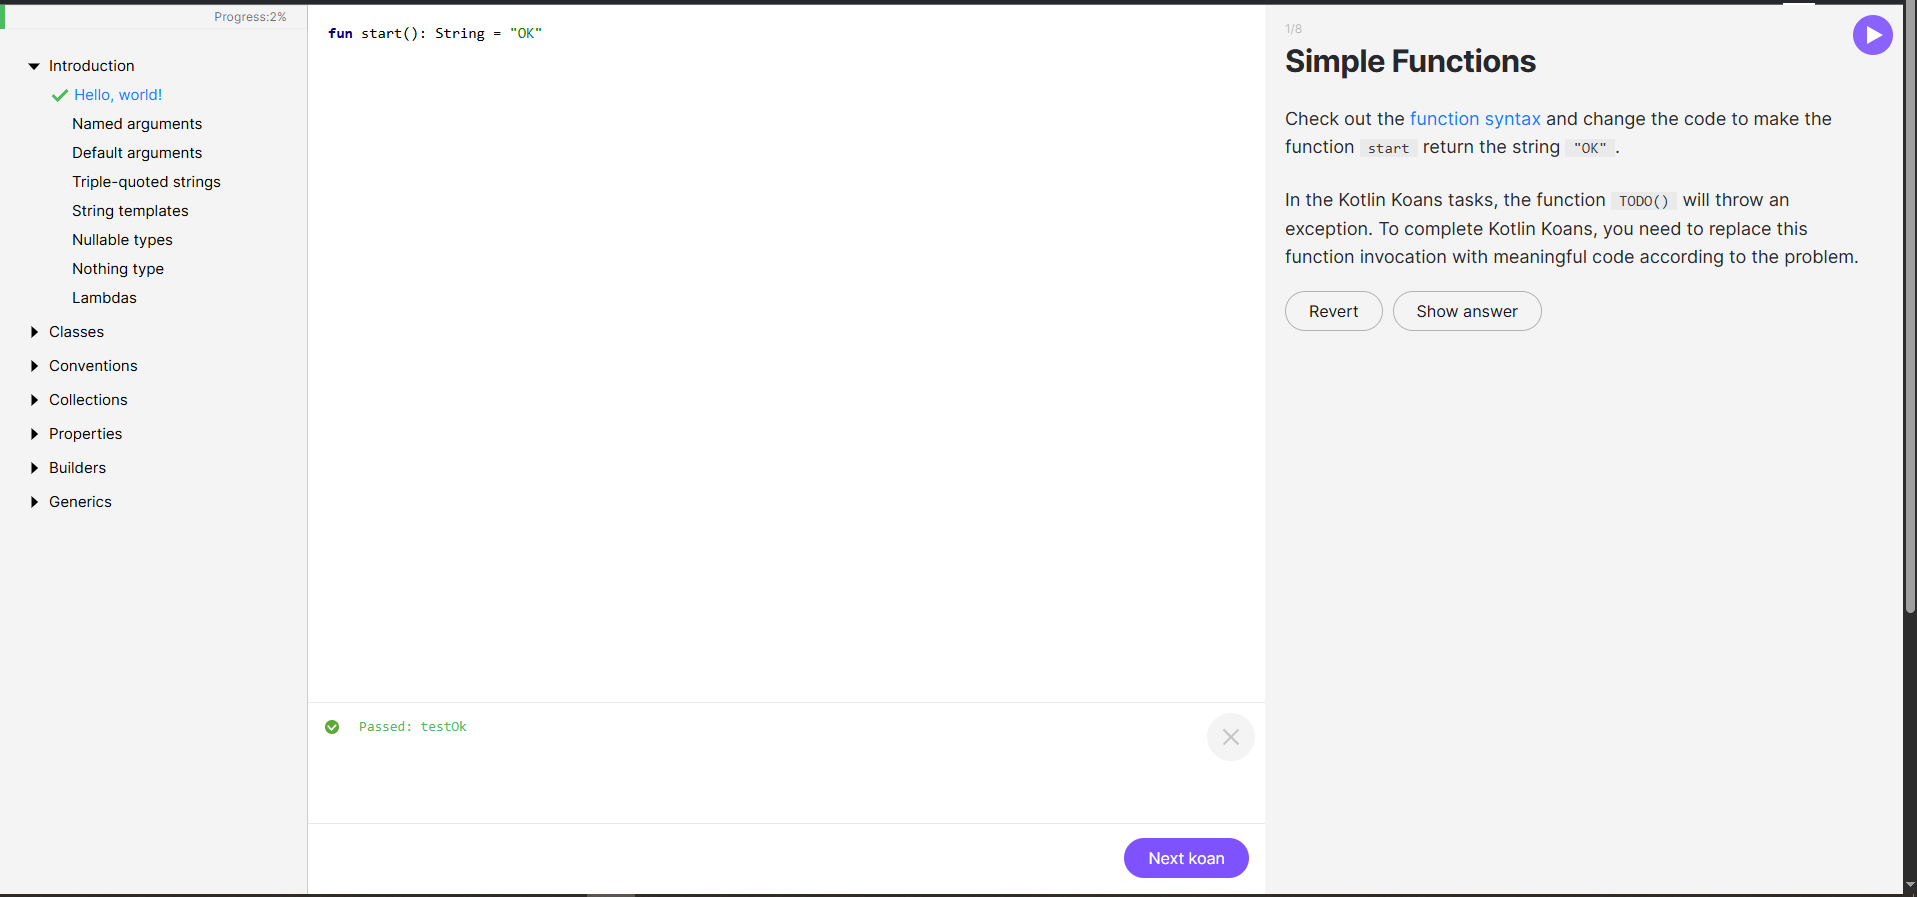 Progress:2%
Introduction
Hello, world!
Named arguments
Default arguments
Triple-quoted strings
String templates
Nullable types
Nothing type
Lambdas
Classes
Conventions
Collections
Properties
Builders
Generics
fun start(): String = "OK"
Passed: testOk
Next koan
1/8
Simple Functions
Check out the function syntax and change the code to make the
function start return the string "OK" .
In the Kotlin Koans tasks, the function TODO() will throw an
exception. To complete Kotlin Koans, you need to replace this
function invocation with meaningful code according to the problem.
Revert
Show answer